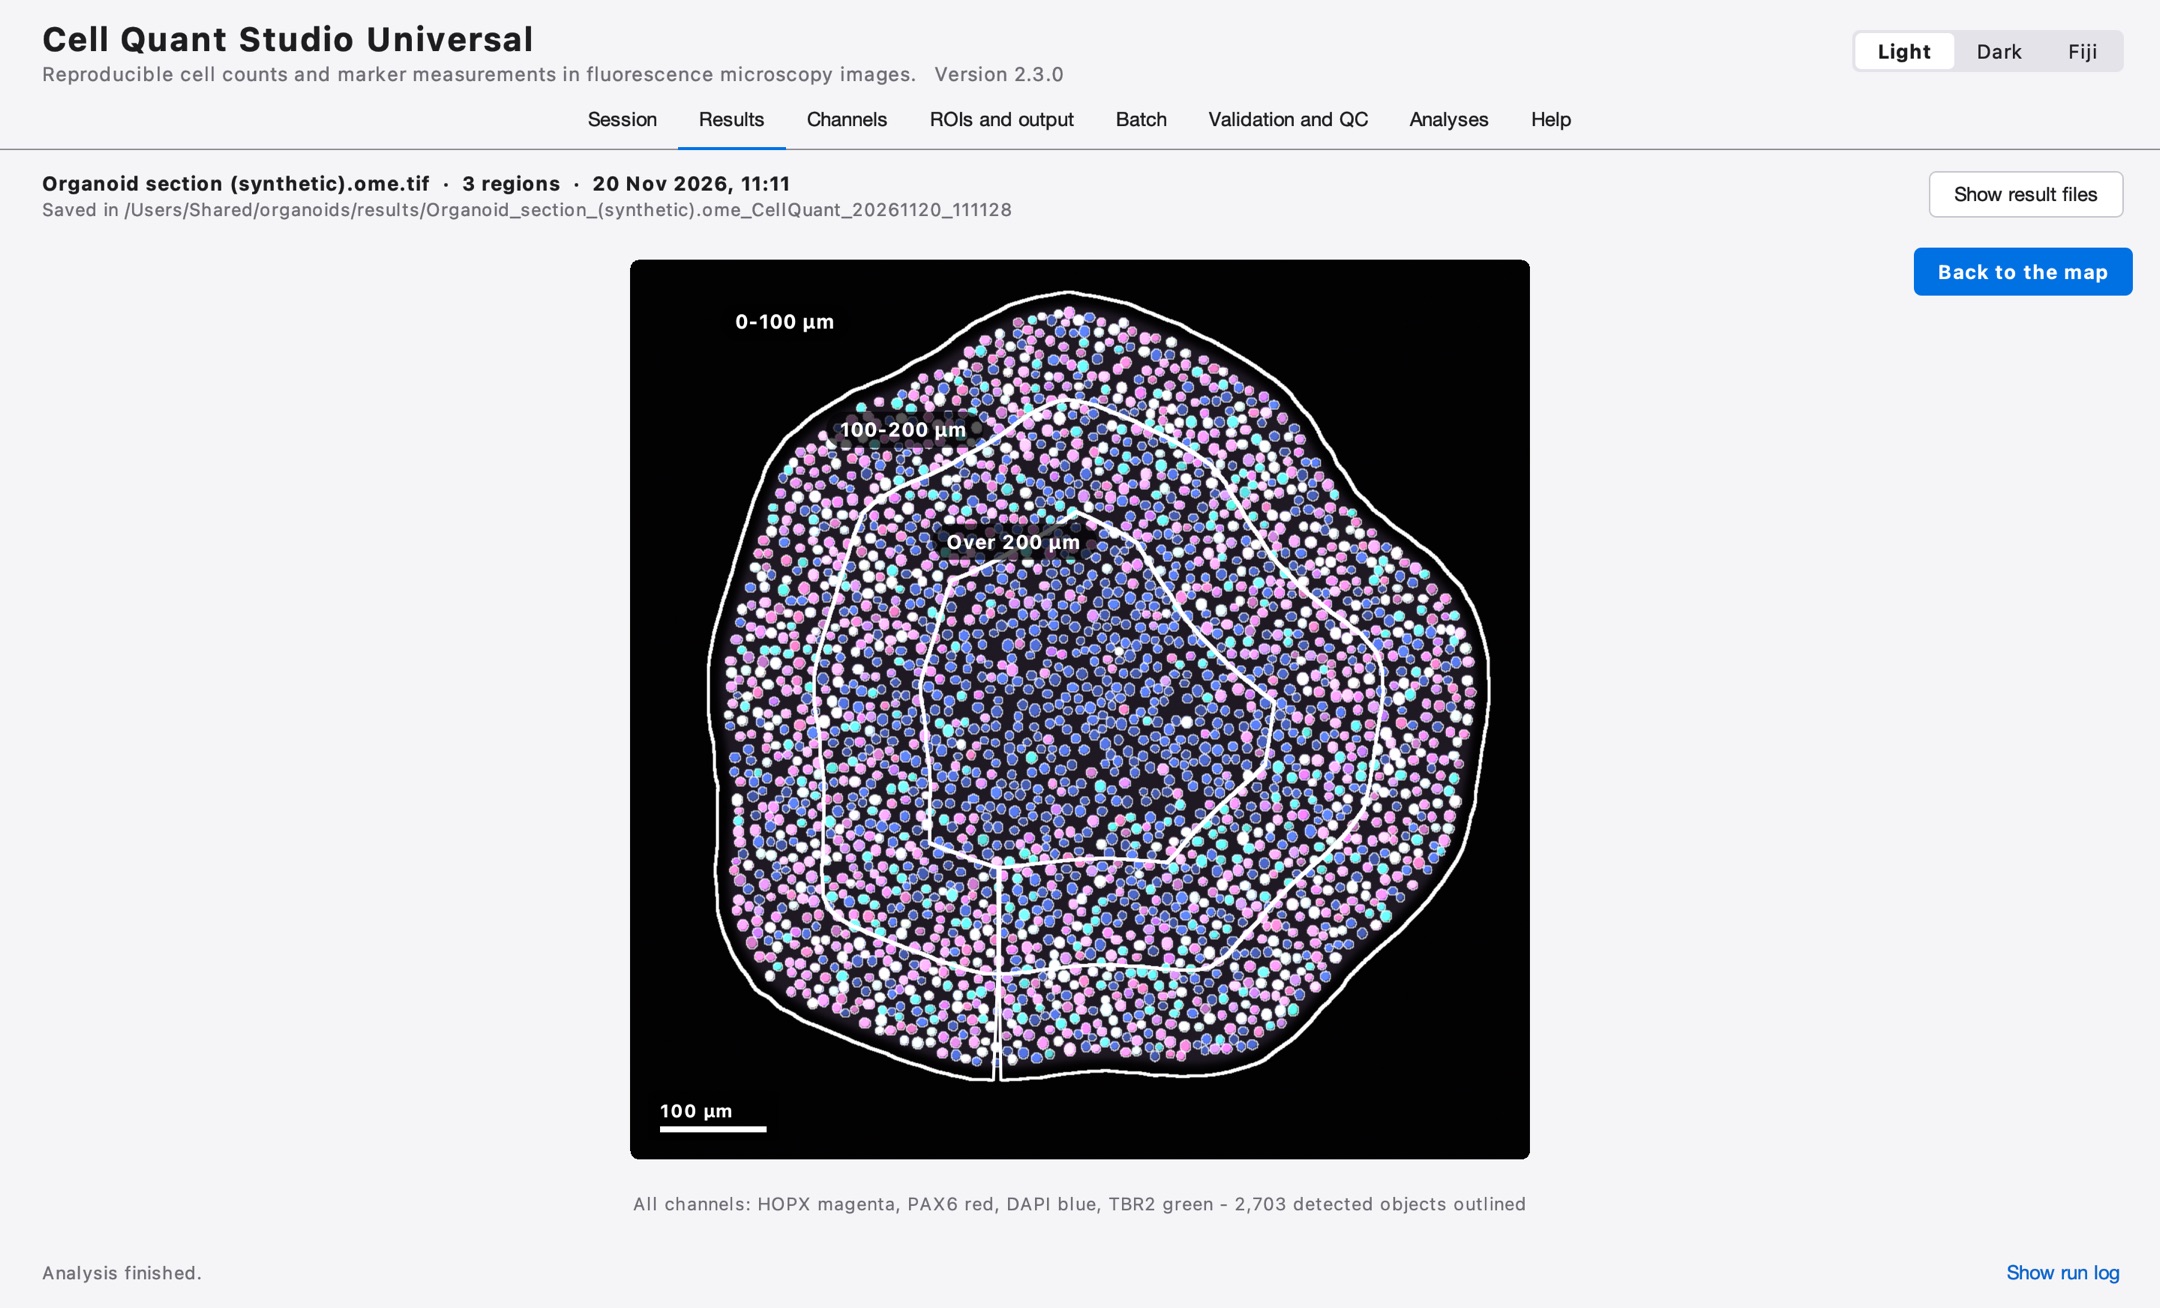 Cell Quant Studio Universal
Reproducible cell counts and marker measurements in fluorescence microscopy images. Version 2.3.0
Light Dark Fiji
Session Results Channels ROIs and output Batch Validation and QC Analyses Help
Organoid section (synthetic).ome.tif · 3 regions · 20 Nov 2026, 11:11
Saved in /Users/Shared/organoids/results/Organoid_section_(synthetic).ome_CellQuant_20261120_111128
Show result files
Back to the map
0-100 µm
100-200 µm
Over 200 µm
100 µm
All channels: HOPX magenta, PAX6 red, DAPI blue, TBR2 green - 2,703 detected objects outlined
Analysis finished.
Show run log